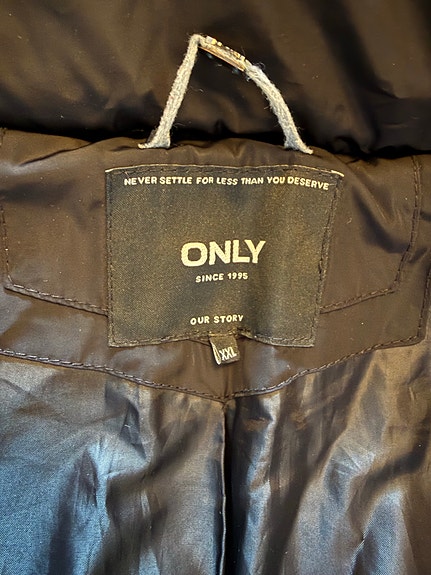 NEVER SETTLE FOR LESS THAN YOU DESERVE
ONLY
SINCE 1995
OUR STORY
XXL